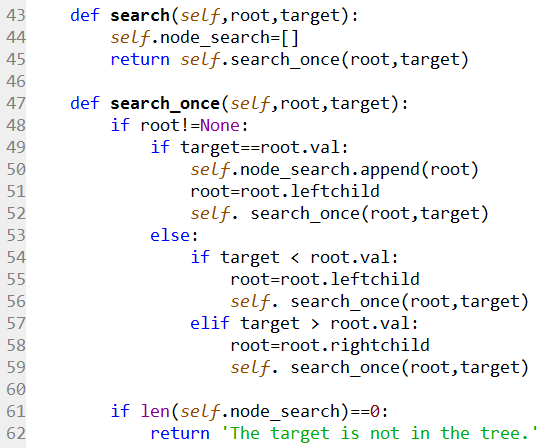 43    def search(self,root,target):
44        self.node_search=[]
45        return self.search_once(root,target)
46
47    def search_once(self,root,target):
48        if root!=None:
49            if target==root.val:
50                self.node_search.append(root)
51                root=root.leftchild
52                self. search_once(root,target)
53            else:
54                if target < root.val:
55                    root=root.leftchild
56                    self. search_once(root,target)
57                elif target > root.val:
58                    root=root.rightchild
59                    self. search_once(root,target)
60
61        if len(self.node_search)==0:
62            return 'The target is not in the tree.'